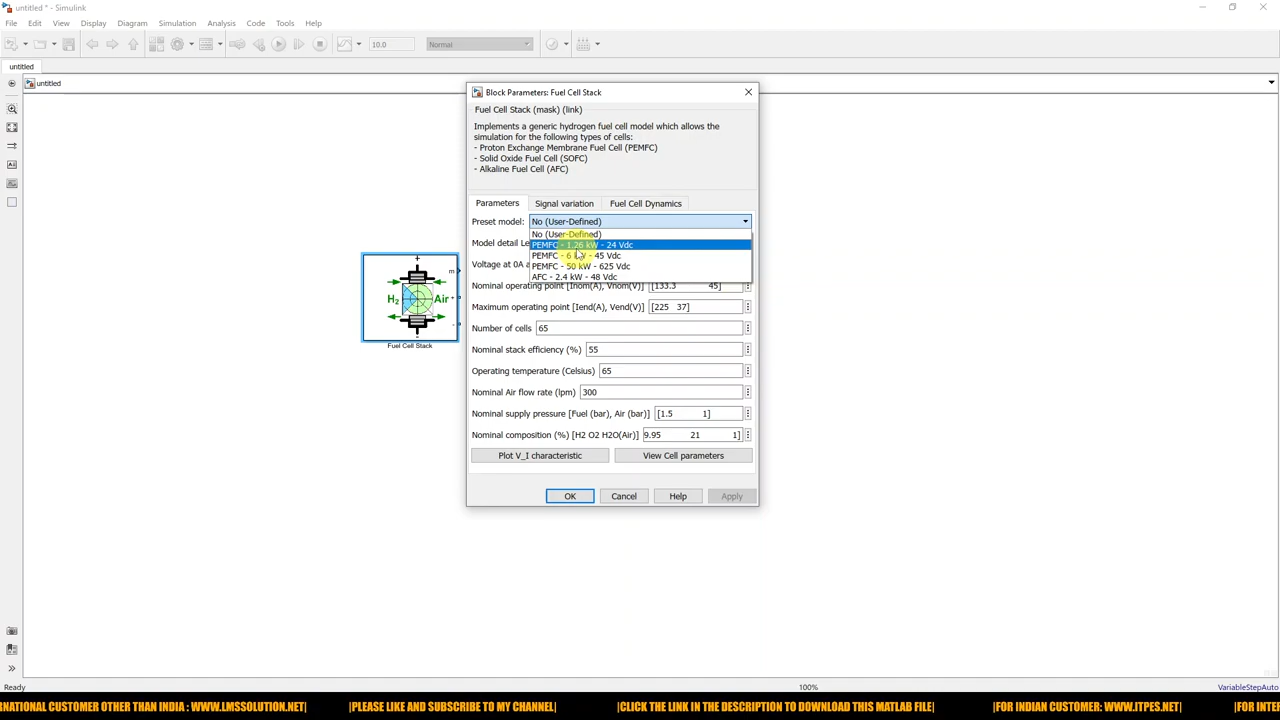 untitled * - Simulink
File Edit View Display Diagram Simulation Analysis Code Tools Help
10.0 Normal
untitled
untitled
Block Parameters: Fuel Cell Stack
Fuel Cell Stack (mask) (link)
Implements a generic hydrogen fuel cell model which allows the
simulation for the following types of cells:
- Proton Exchange Membrane Fuel Cell (PEMFC)
- Solid Oxide Fuel Cell (SOFC)
- Alkaline Fuel Cell (AFC)
Parameters Signal variation Fuel Cell Dynamics
Preset model: No (User-Defined)
No (User-Defined)
Model detail Le PEMFC - 1.26 kW - 24 Vdc
PEMFC - 6 kW - 45 Vdc
Voltage at 0A a PEMFC - 50 kW - 625 Vdc
AFC - 2.4 kW - 48 Vdc
Nominal operating point [Inom(A), Vnom(V)] [133.3 45]
Maximum operating point [Iend(A), Vend(V)] [225 37]
Number of cells 65
Nominal stack efficiency (%) 55
Operating temperature (Celsius) 65
Nominal Air flow rate (lpm) 300
Nominal supply pressure [Fuel (bar), Air (bar)] [1.5 1]
Nominal composition (%) [H2 O2 H2O(Air)] 9.95 21 1]
Plot V_I characteristic View Cell parameters
OK Cancel Help Apply
+
m
H2 Air +
-
-
Fuel Cell Stack
Ready 100% VariableStepAuto
RNATIONAL CUSTOMER OTHER THAN INDIA : WWW.LMSSOLUTION.NET| |PLEASE LIKE AND SUBSCRIBE TO MY CHANNEL| |CLICK THE LINK IN THE DESCRIPTION TO DOWNLOAD THIS MATLAB FILE| |FOR INDIAN CUSTOMER: WWW.ITPES.NET| |FOR INTE